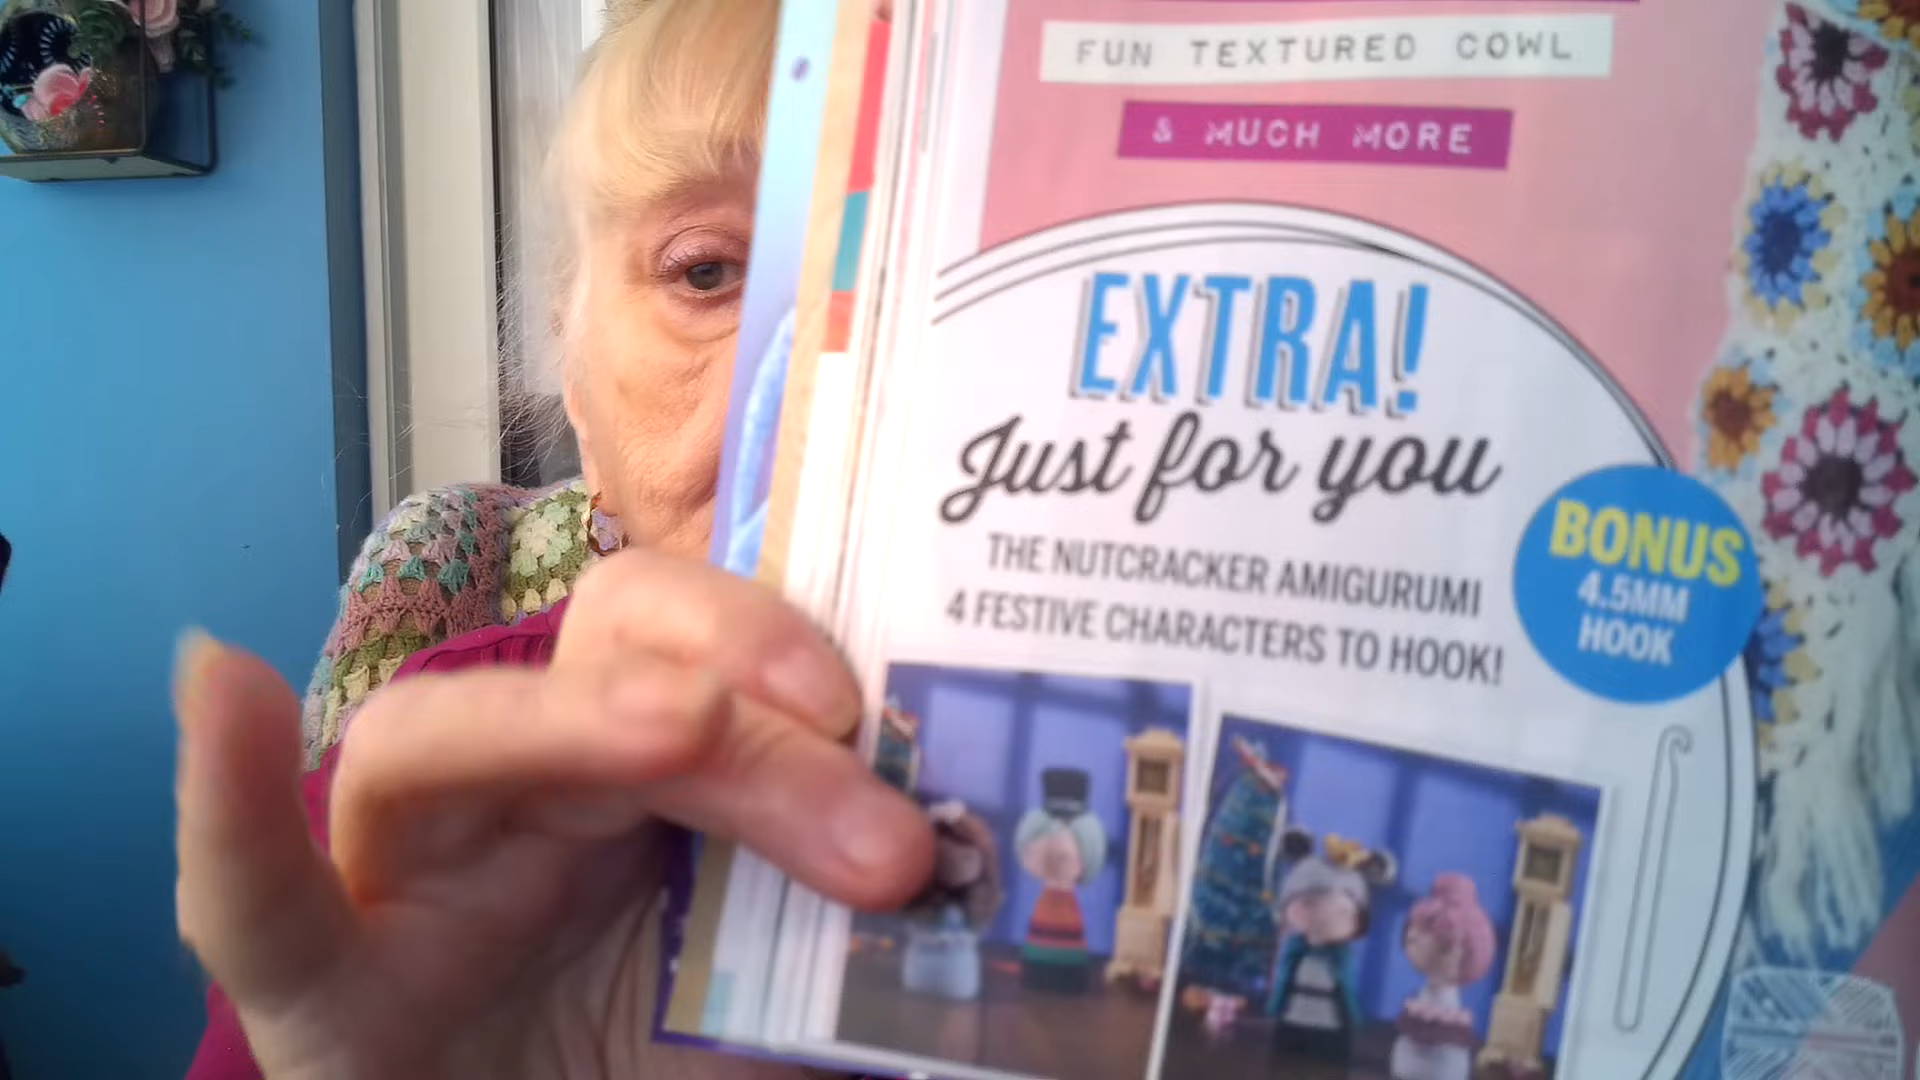 FUN TEXTURED COWL
& MUCH MORE
EXTRA!
Just for you
THE NUTCRACKER AMIGURUMI
4 FESTIVE CHARACTERS TO HOOK!
BONUS
4.5MM
HOOK